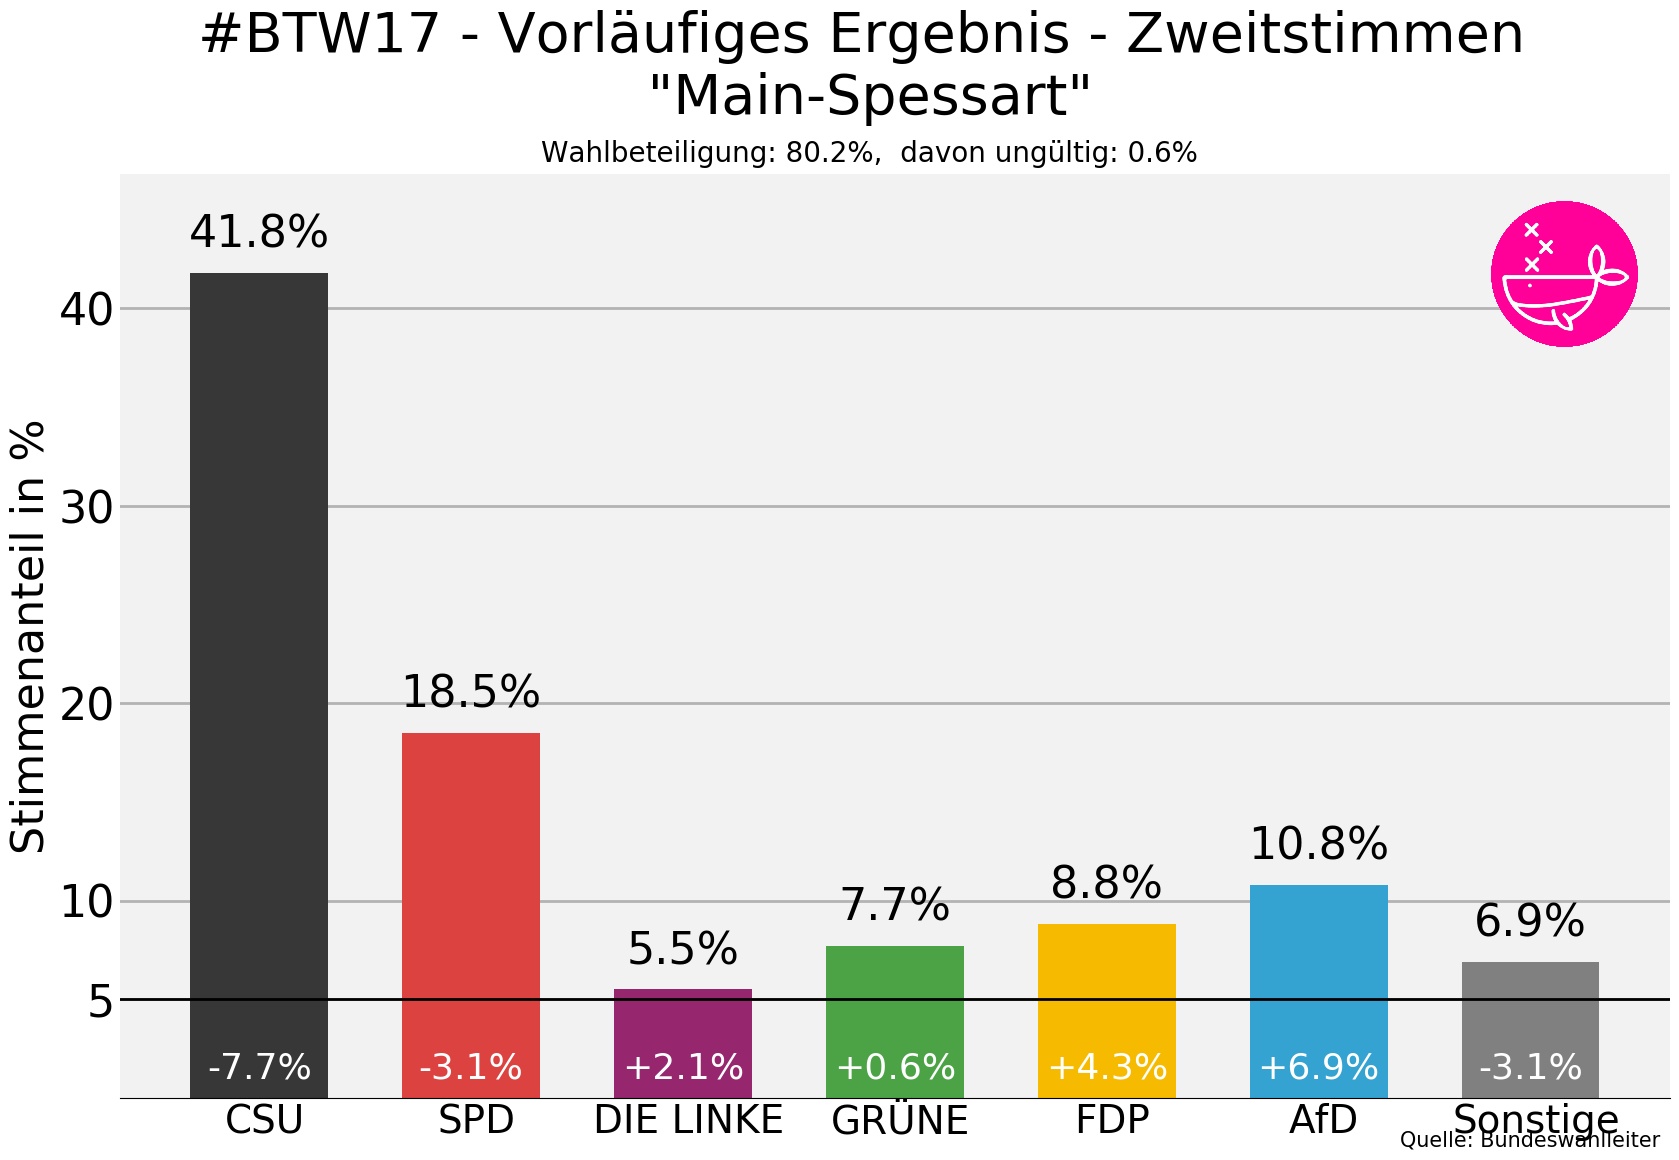 #BTW17 - Vorläufiges Ergebnis - Zweitstimmen
"Main-Spessart"
Wahlbeteiligung: 80.2%, davon ungültig: 0.6%
Stimmenanteil in %
40
30
20
10
5
41.8%
18.5%
5.5%
7.7%
8.8%
10.8%
6.9%
-7.7%
-3.1%
+2.1%
+0.6%
+4.3%
+6.9%
-3.1%
CSU
SPD
DIE LINKE
GRÜNE
FDP
AfD
Sonstige
Quelle: Bundeswahlleiter